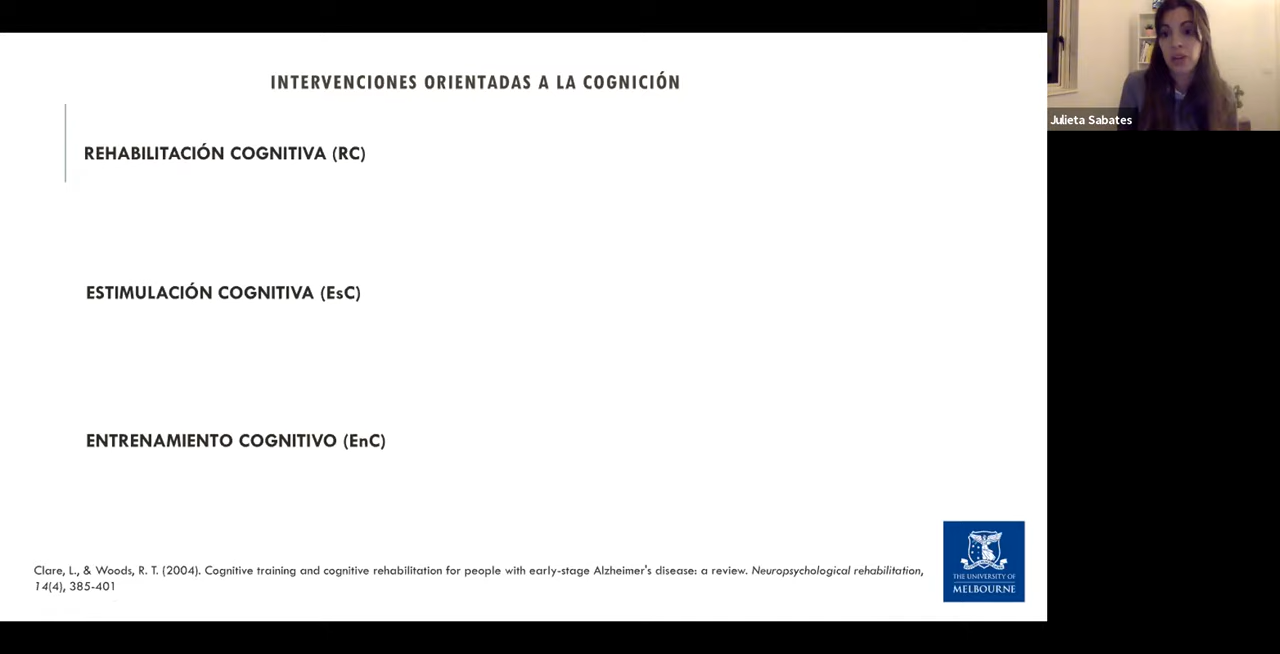 INTERVENCIONES ORIENTADAS A LA COGNICIÓN
Julieta Sabates
REHABILITACIÓN COGNITIVA (RC)
ESTIMULACIÓN COGNITIVA (EsC)
ENTRENAMIENTO COGNITIVO (EnC)
Clare, L., & Woods, R. T. (2004). Cognitive training and cognitive rehabilitation for people with early-stage Alzheimer's disease: a review. Neuropsychological rehabilitation,
14(4), 385-401
THE UNIVERSITY OF
MELBOURNE